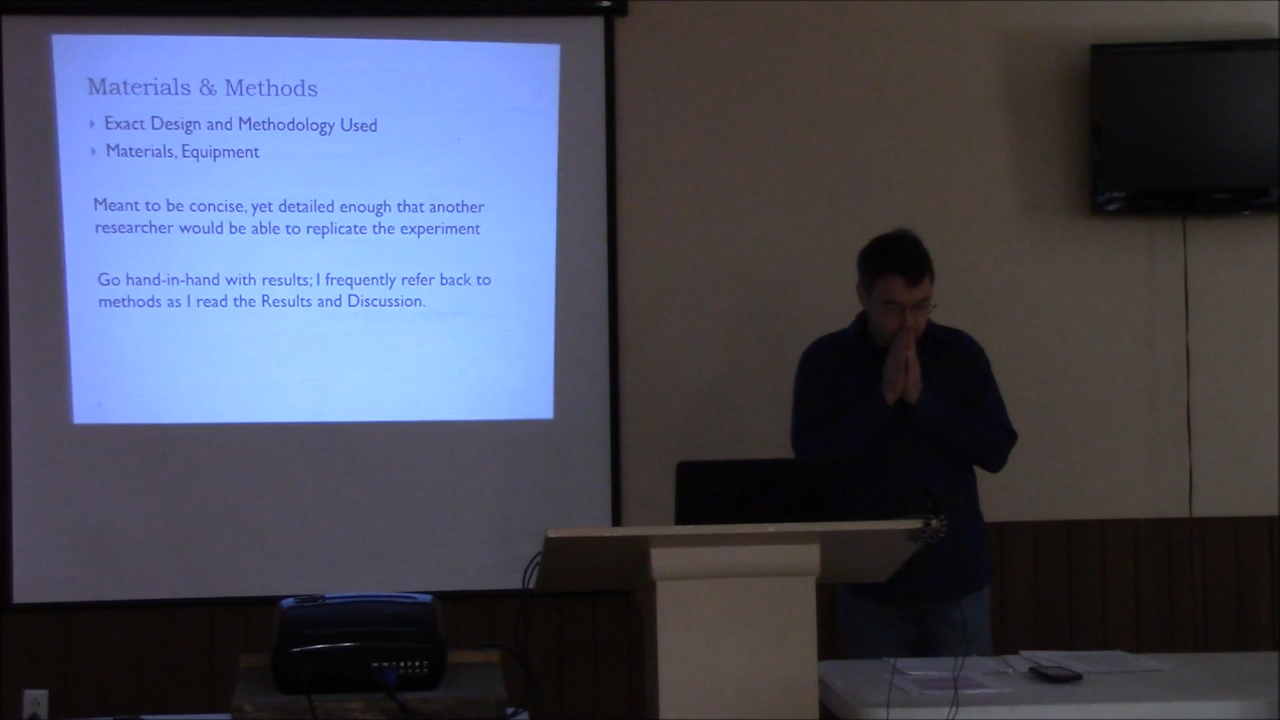 Materials & Methods
Exact Design and Methodology Used
Materials, Equipment
Meant to be concise, yet detailed enough that another
researcher would be able to replicate the experiment
Go hand-in-hand with results; I frequently refer back to
methods as I read the Results and Discussion.